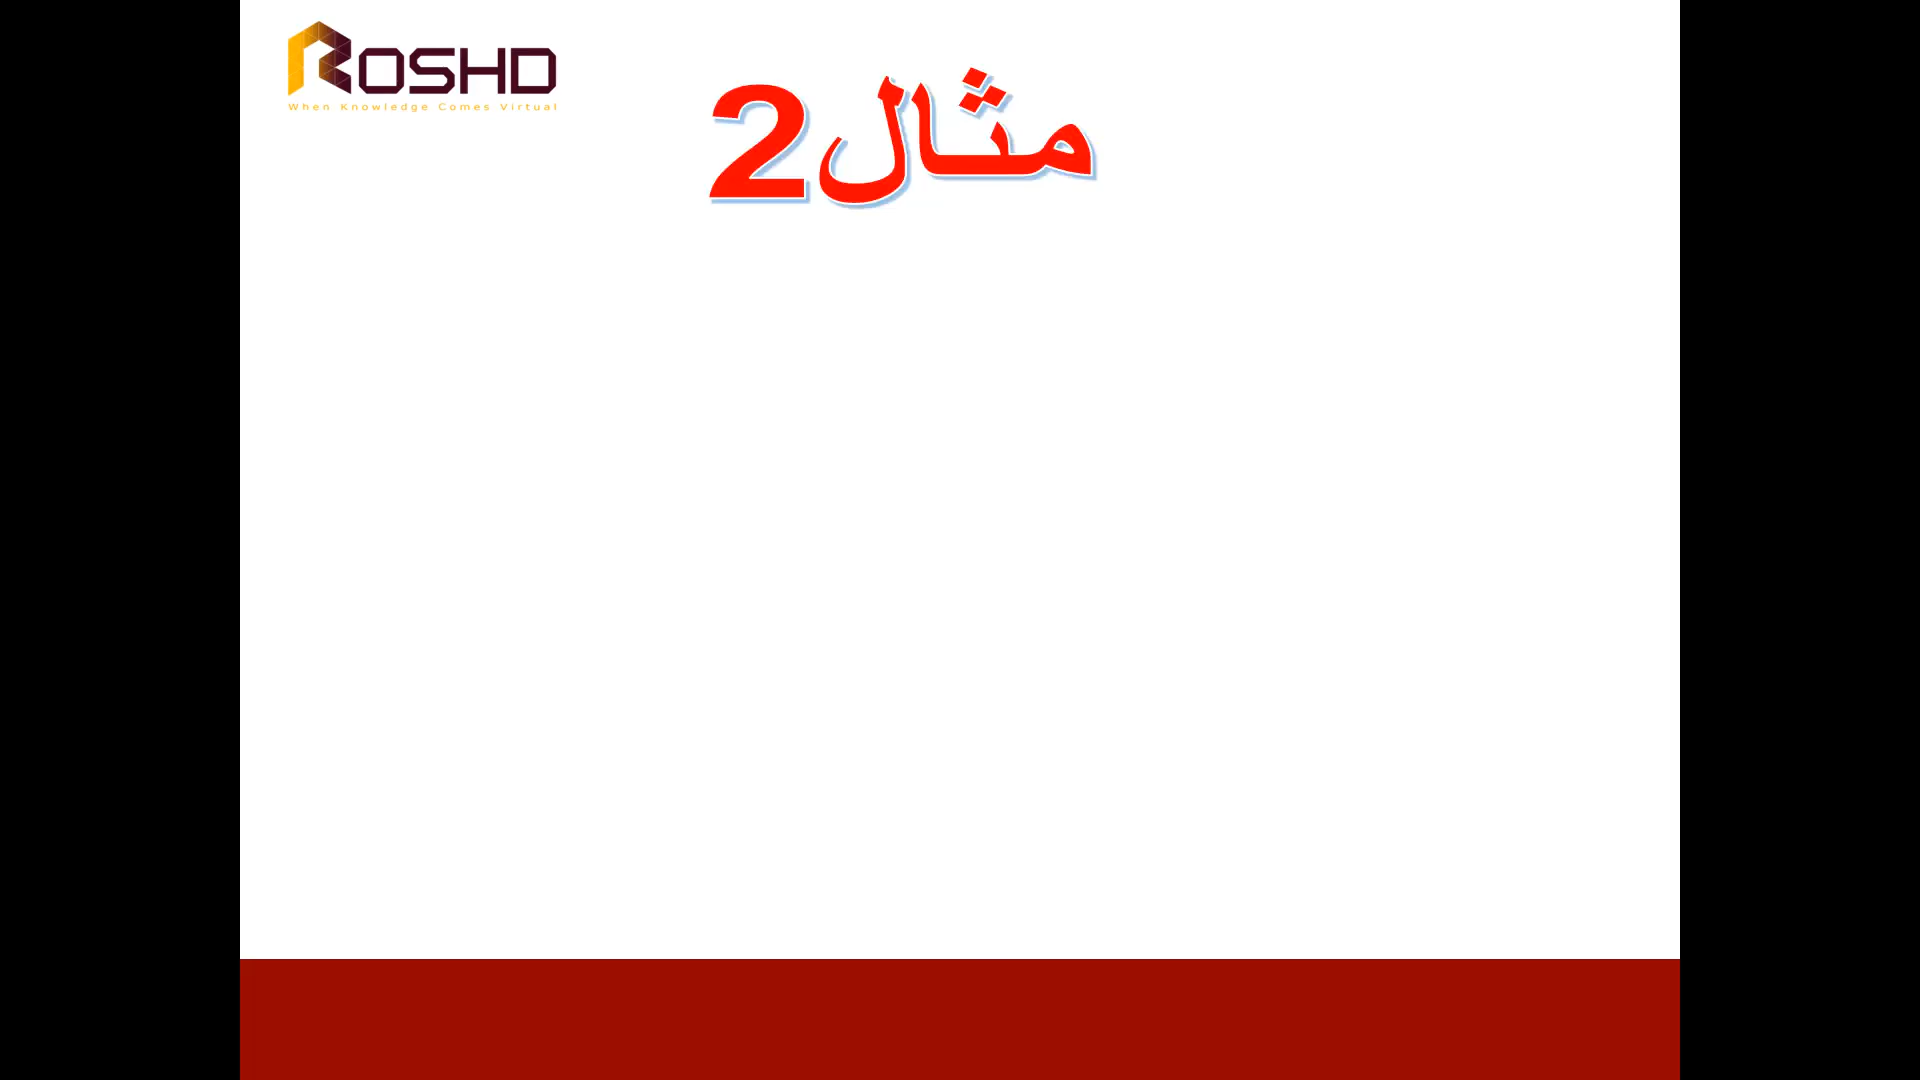 ROSHD
When Knowledge Comes Virtual
مثال2